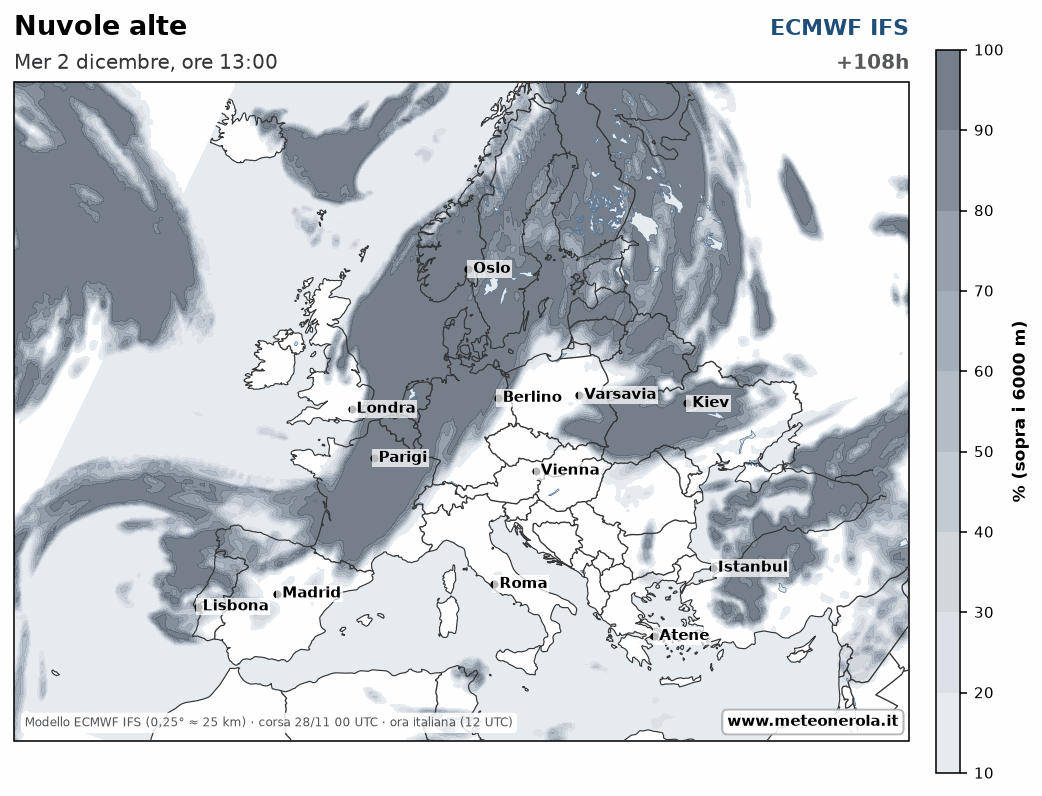 Nuvole alte
ECMWF IFS
Mer 2 dicembre, ore 13:00
+108h
100
90
80
70
60
50
40
30
20
10
% (sopra i 6000 m)
Oslo
Londra
Berlino
Varsavia
Kiev
Parigi
Vienna
Istanbul
Roma
Madrid
Lisbona
Atene
Modello ECMWF IFS (0,25° ≈ 25 km) · corsa 28/11 00 UTC · ora italiana (12 UTC)
www.meteonerola.it